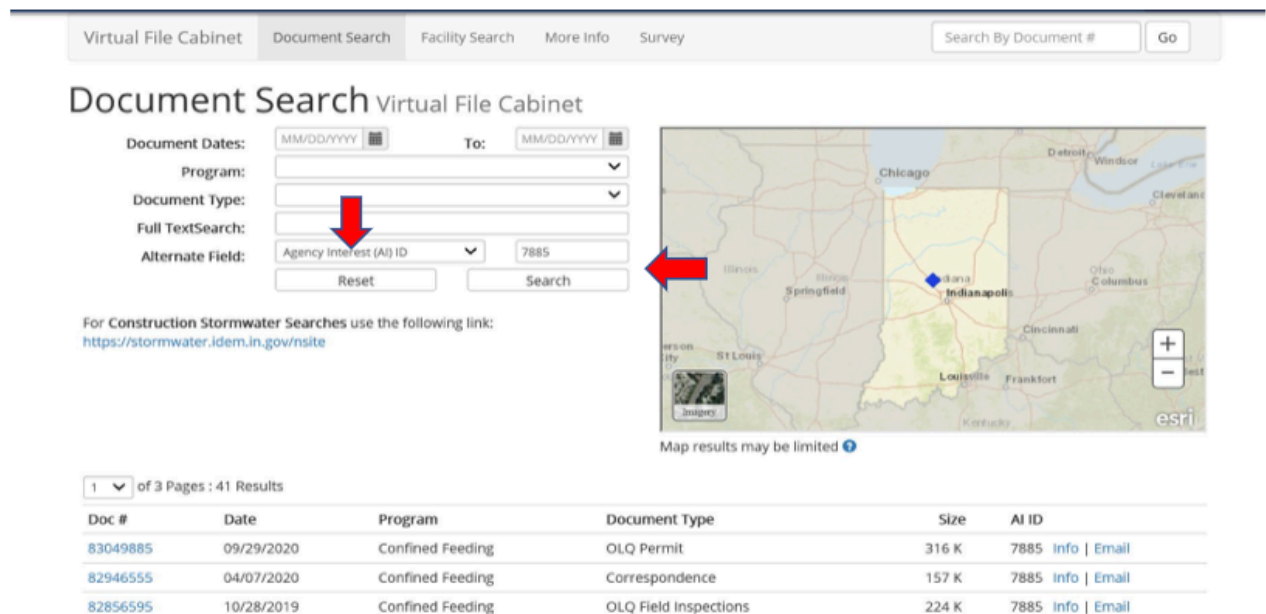 Virtual File Cabinet Document Search Facility Search More Info Survey Search By Document # Go
Document Search Virtual File Cabinet
Document Dates: MM/DD/YYYY To: MM/DD/YYYY
Program:
Document Type:
Full TextSearch:
Alternate Field: Agency Interest (AI) ID 7885
Reset Search
For Construction Stormwater Searches use the following link:
https://stormwater.idem.in.gov/nsite
Detroit
Windsor
Chicago
Cleveland
Illinois
Illinois
Springfield
Indiana
Indianapolis
Ohio
Columbus
Cincinnati
St Louis
Louisville
Frankfort
Kentucky
+
−
Imagery
esri
Map results may be limited ?
1 of 3 Pages : 41 Results
Doc # Date Program Document Type Size AI ID
83049885 09/29/2020 Confined Feeding OLQ Permit 316 K 7885 Info | Email
82946555 04/07/2020 Confined Feeding Correspondence 157 K 7885 Info | Email
82856595 10/28/2019 Confined Feeding OLQ Field Inspections 224 K 7885 Info | Email